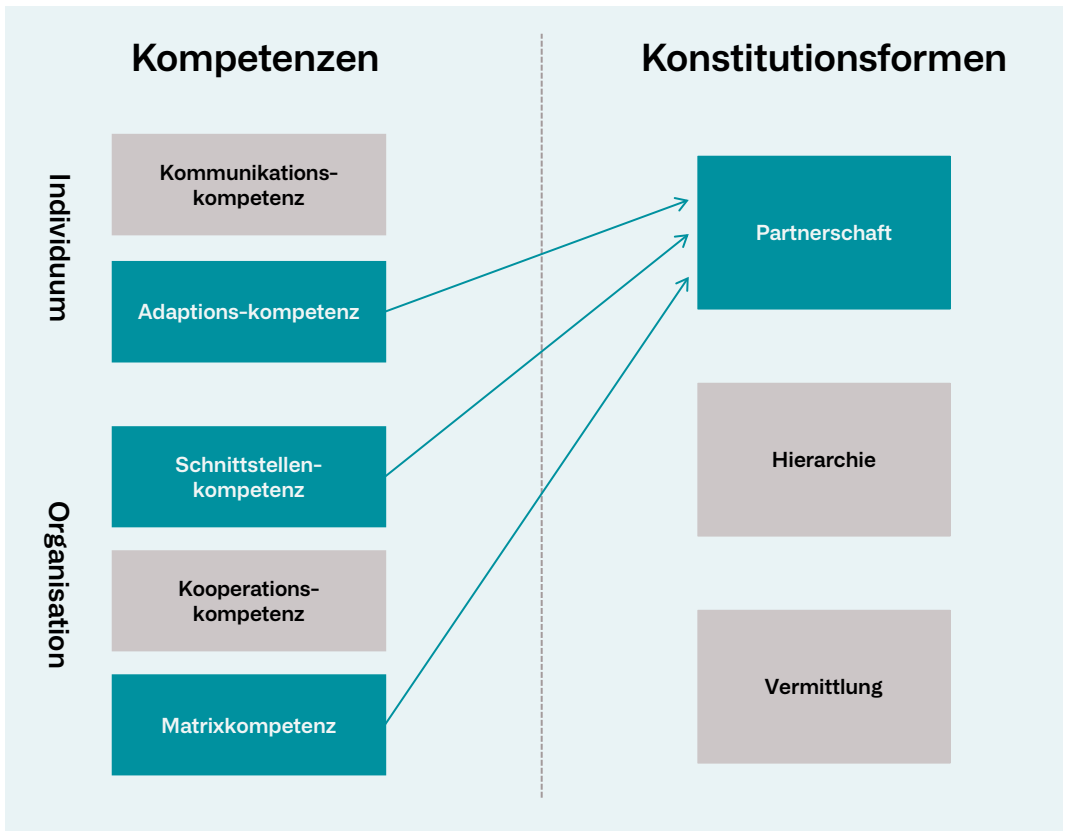 Kompetenzen
Konstitutionsformen
Individuum
Kommunikations-
kompetenz
Adaptions-kompetenz
Organisation
Schnittstellen-
kompetenz
Kooperations-
kompetenz
Matrixkompetenz
Partnerschaft
Hierarchie
Vermittlung